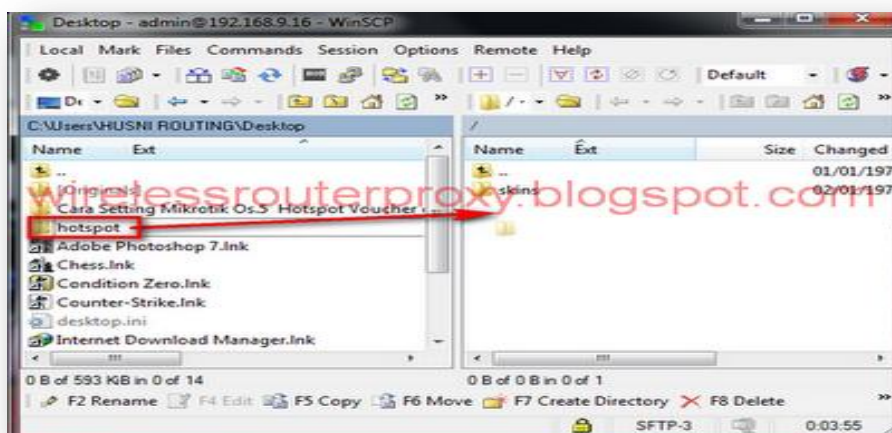 Desktop - admin@192.168.9.16 - WinSCP
Local Mark Files Commands Session Options Remote Help
Default
C:\Users\HUSNI ROUTING\Desktop
/
Name Ext
Name Ext Size Changed
..
.. 01/01/197
[Originals]
skins 02/01/197
wirelessrouterproxy.blogspot.com
Cara Setting Mikrotik Os.5 Hotspot Voucher
hotspot
Adobe Photoshop 7.lnk
Chess.lnk
Condition Zero.lnk
Counter-Strike.lnk
desktop.ini
Internet Download Manager.lnk
0 B of 593 KiB in 0 of 14
0 B of 0 B in 0 of 1
F2 Rename F4 Edit F5 Copy F6 Move F7 Create Directory F8 Delete
SFTP-3 0:03:55